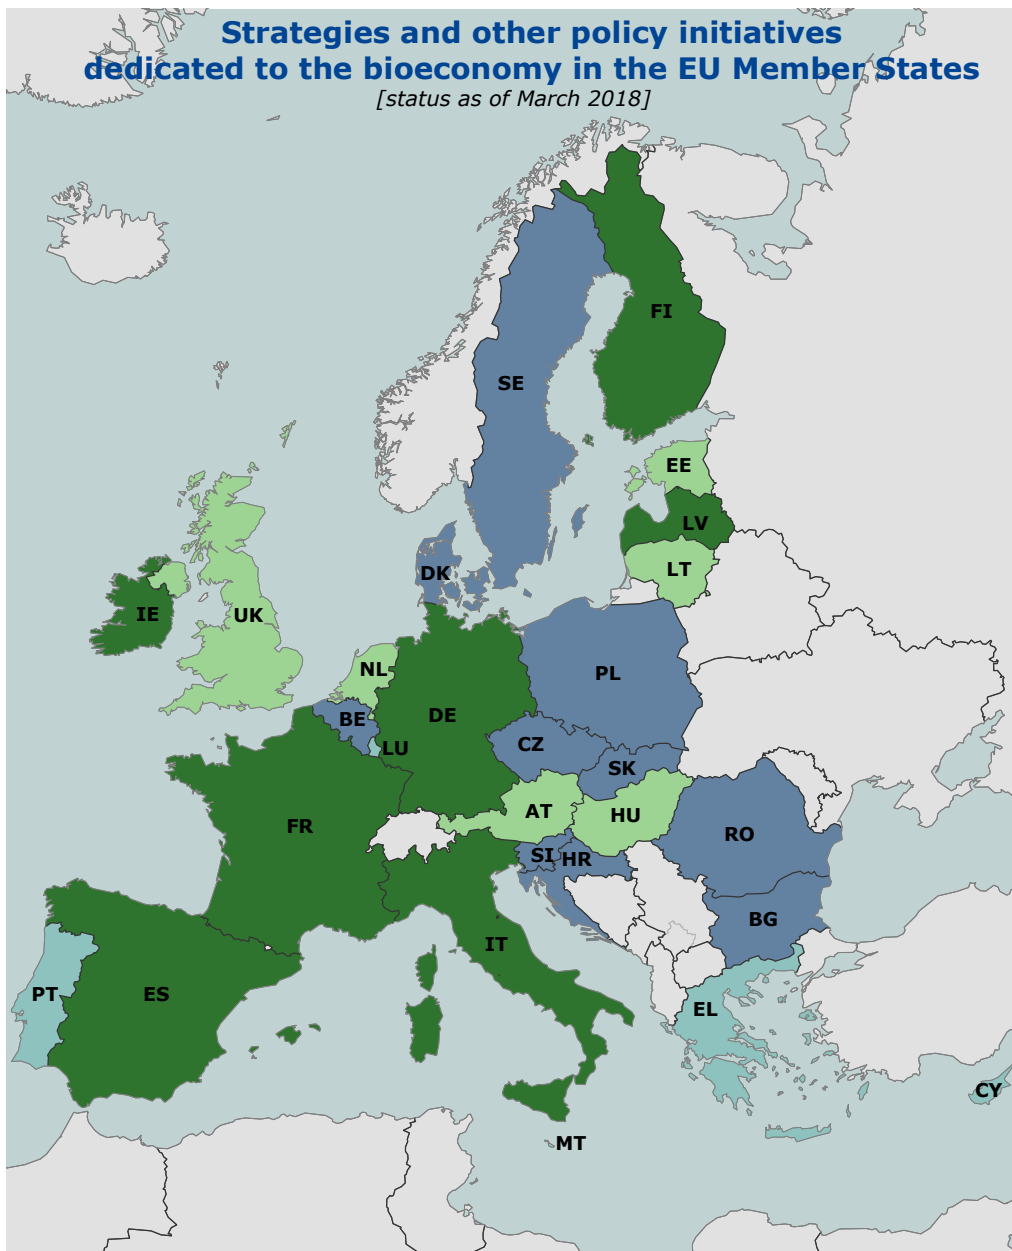 Strategies and other policy initiatives
dedicated to the bioeconomy in the EU Member States
[status as of March 2018]
FI
SE
EE
LV
LT
DK
IE
UK
NL
PL
BE
DE
LU
CZ
SK
AT
HU
FR
RO
SI
HR
BG
IT
PT
ES
EL
CY
MT